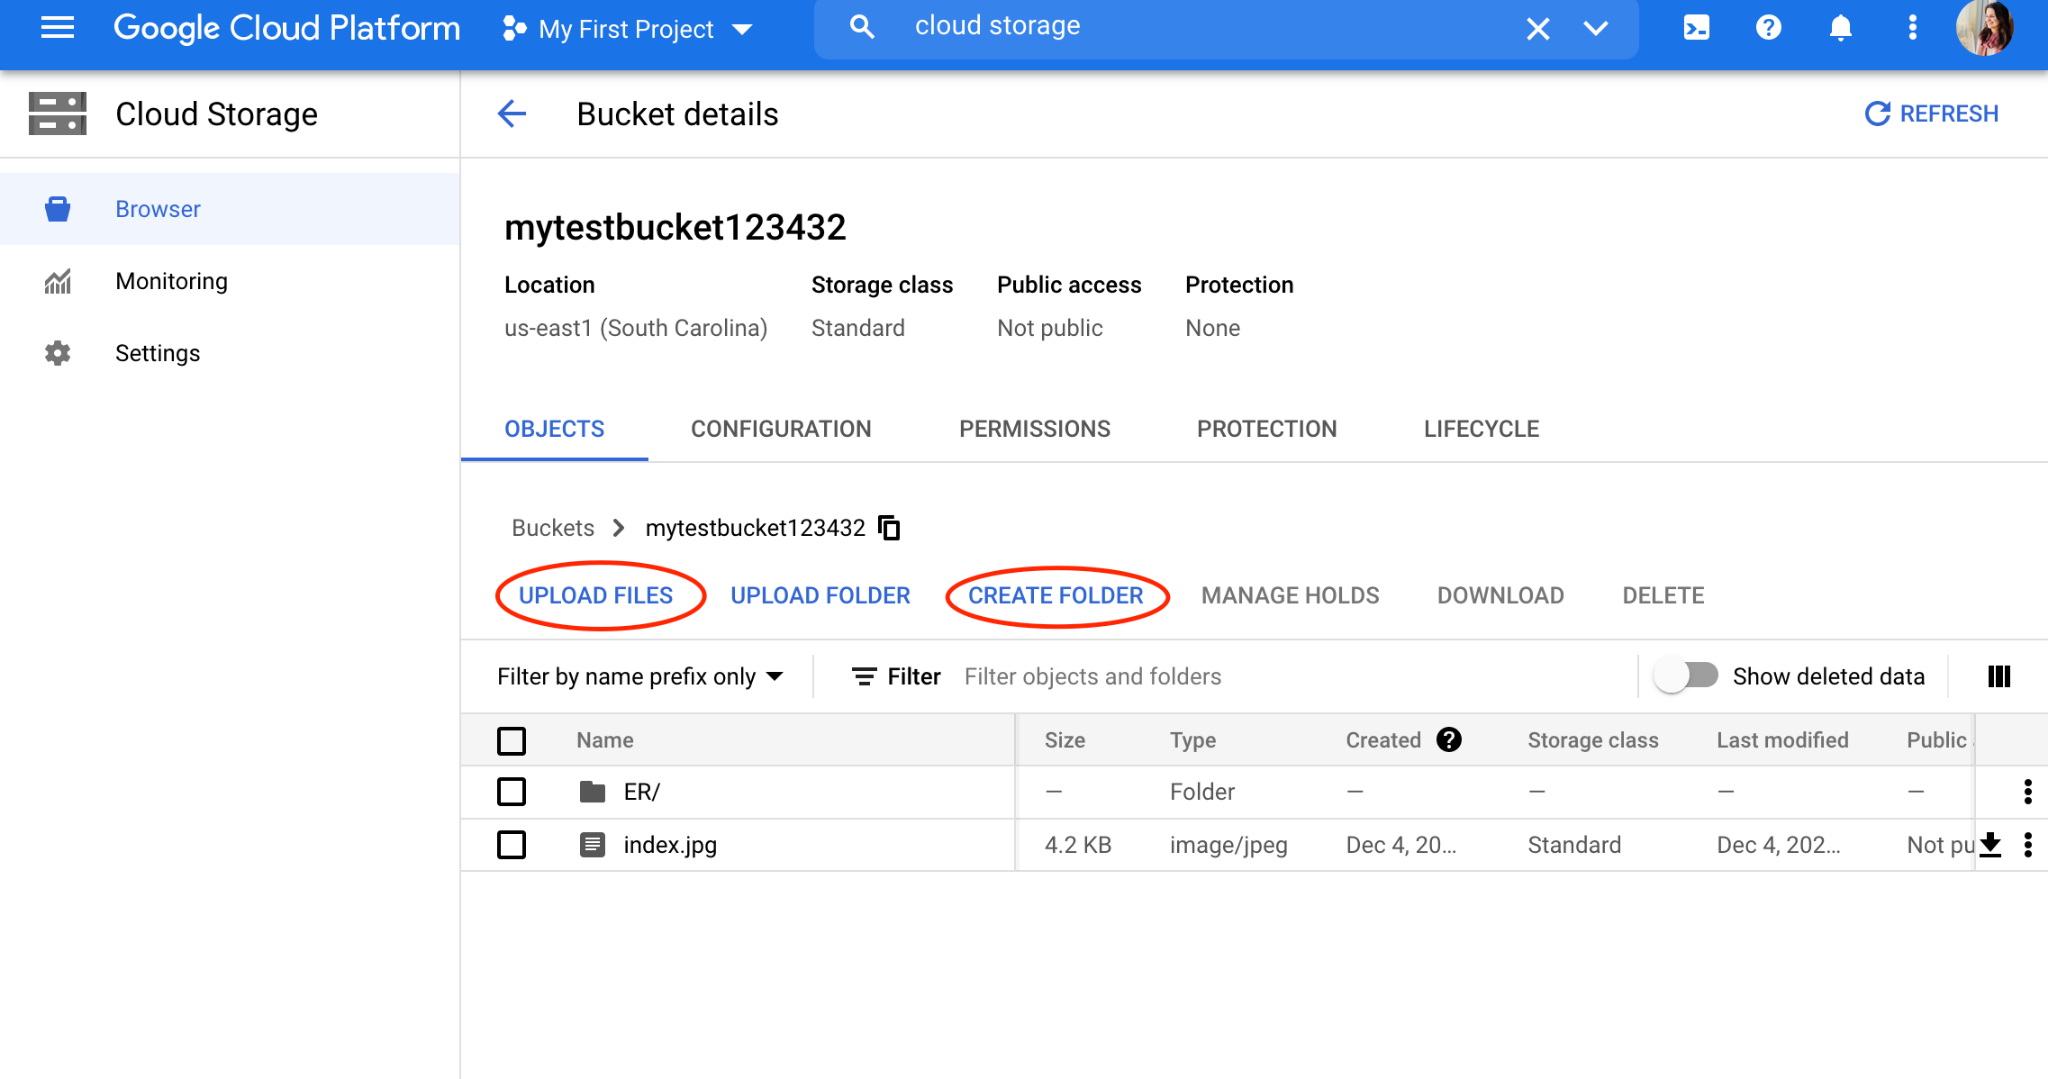 Google Cloud Platform My First Project cloud storage
Cloud Storage Bucket details REFRESH
Browser
Monitoring
Settings
mytestbucket123432
Location Storage class Public access Protection
us-east1 (South Carolina) Standard Not public None
OBJECTS CONFIGURATION PERMISSIONS PROTECTION LIFECYCLE
Buckets mytestbucket123432
UPLOAD FILES UPLOAD FOLDER CREATE FOLDER MANAGE HOLDS DOWNLOAD DELETE
Filter by name prefix only Filter Filter objects and folders Show deleted data
Name Size Type Created ? Storage class Last modified Public
ER/ — Folder — — — —
index.jpg 4.2 KB image/jpeg Dec 4, 20... Standard Dec 4, 202... Not pu